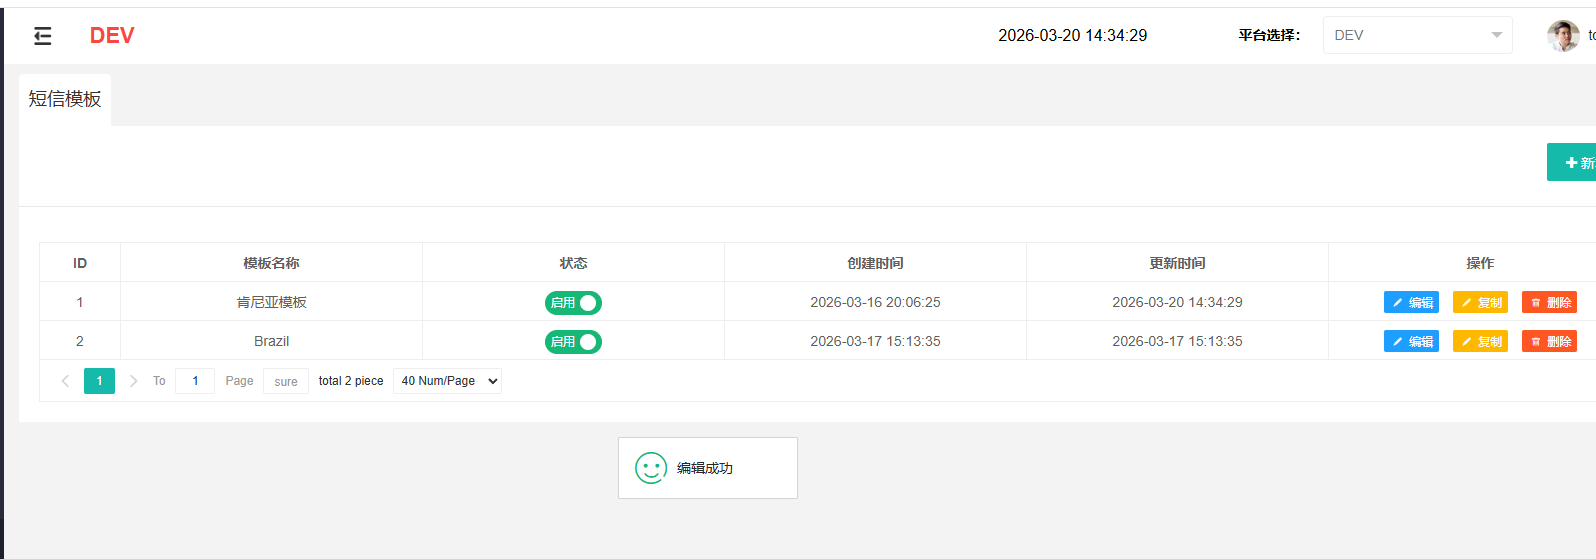 DEV 2026-03-20 14:34:29 平台选择： DEV
短信模板
新
ID 模板名称 状态 创建时间 更新时间 操作
1 肯尼亚模板 启用 2026-03-16 20:06:25 2026-03-20 14:34:29 编辑 复制 删除
2 Brazil 启用 2026-03-17 15:13:35 2026-03-17 15:13:35 编辑 复制 删除
1 To 1 Page sure total 2 piece 40 Num/Page
编辑成功